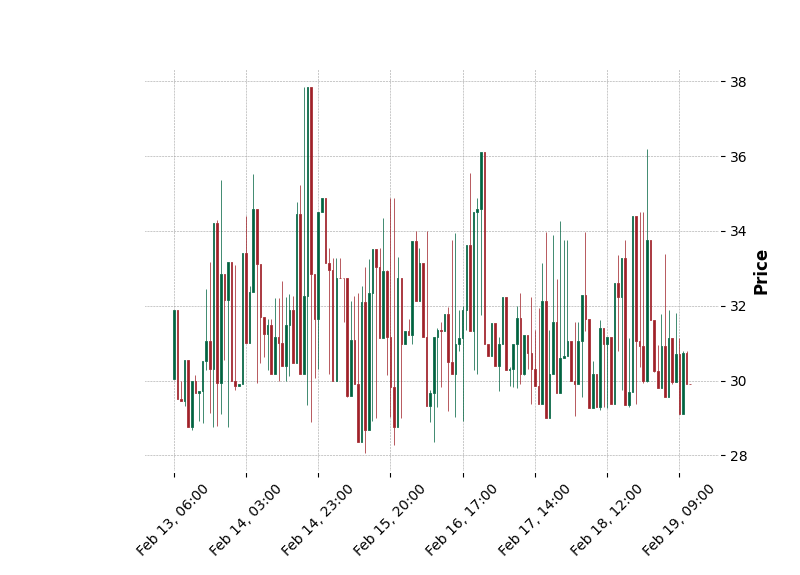 38
36
34
32
30
28
Price
Feb 13, 06:00
Feb 14, 03:00
Feb 14, 23:00
Feb 15, 20:00
Feb 16, 17:00
Feb 17, 14:00
Feb 18, 12:00
Feb 19, 09:00